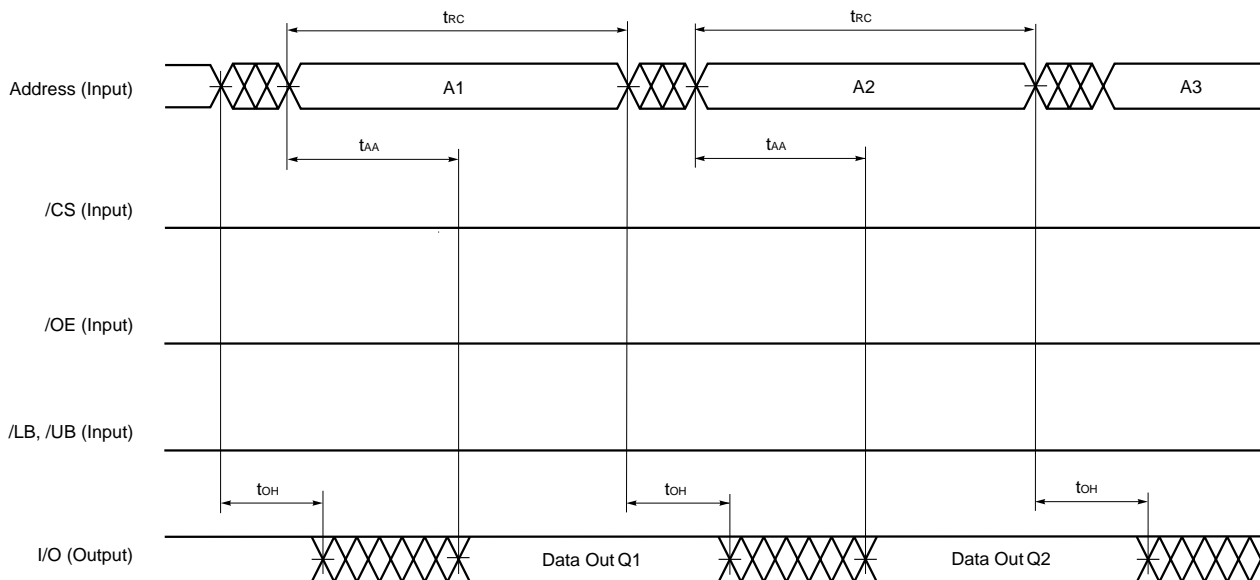 tRC
tRC
Address (Input)
A1
A2
A3
tAA
tAA
/CS (Input)
/OE (Input)
/LB, /UB (Input)
tOH
tOH
tOH
I/O (Output)
Data Out Q1
Data Out Q2